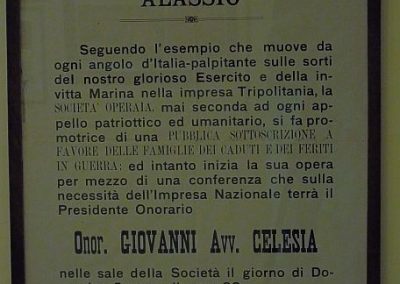 ALASSIO
Seguendo l'esempio che muove da
ogni angolo d'Italia-palpitante sulle sorti
del nostro glorioso Esercito e della in-
vitta Marina nella impresa Tripolitania, la
SOCIETA' OPERAIA, mai seconda ad ogni ap-
pello patriottico ed umanitario, si fa pro-
motrice di una PUBBLICA SOTTOSCRIZIONE A
FAVORE DELLE FAMIGLIE DEI CADUTI E DEI FERITI
IN GUERRA; ed intanto inizia la sua opera
per mezzo di una conferenza che sulla
necessità dell'Impresa Nazionale terrà il
Presidente Onorario
Onor. GIOVANNI Avv. CELESIA
nelle sale della Società il giorno di Do-